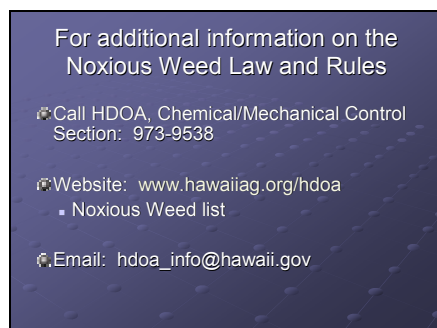 For additional information on the
Noxious Weed Law and Rules
Call HDOA, Chemical/Mechanical Control
Section: 973-9538
Website: www.hawaiiag.org/hdoa
Noxious Weed list
Email: hdoa_info@hawaii.gov